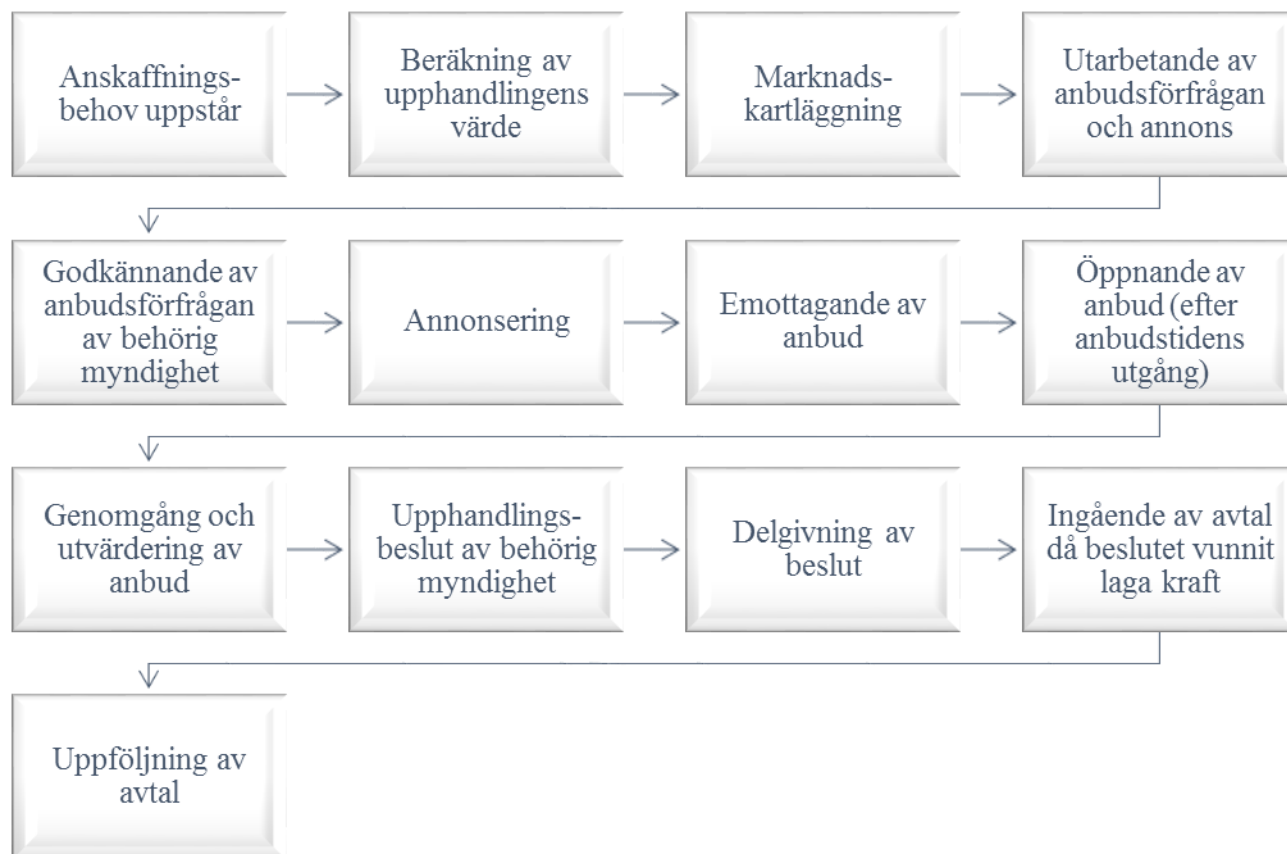 Anskaffnings-
behov uppstår
Beräkning av
upphandlingens
värde
Marknads-
kartläggning
Utarbetande av
anbudsförfrågan
och annons
Godkännande av
anbudsförfrågan
av behörig
myndighet
Annonsering
Emottagande av
anbud
Öppnande av
anbud (efter
anbudstidens
utgång)
Genomgång och
utvärdering av
anbud
Upphandlings-
beslut av behörig
myndighet
Delgivning av
beslut
Ingående av avtal
då beslutet vunnit
laga kraft
Uppföljning av
avtal